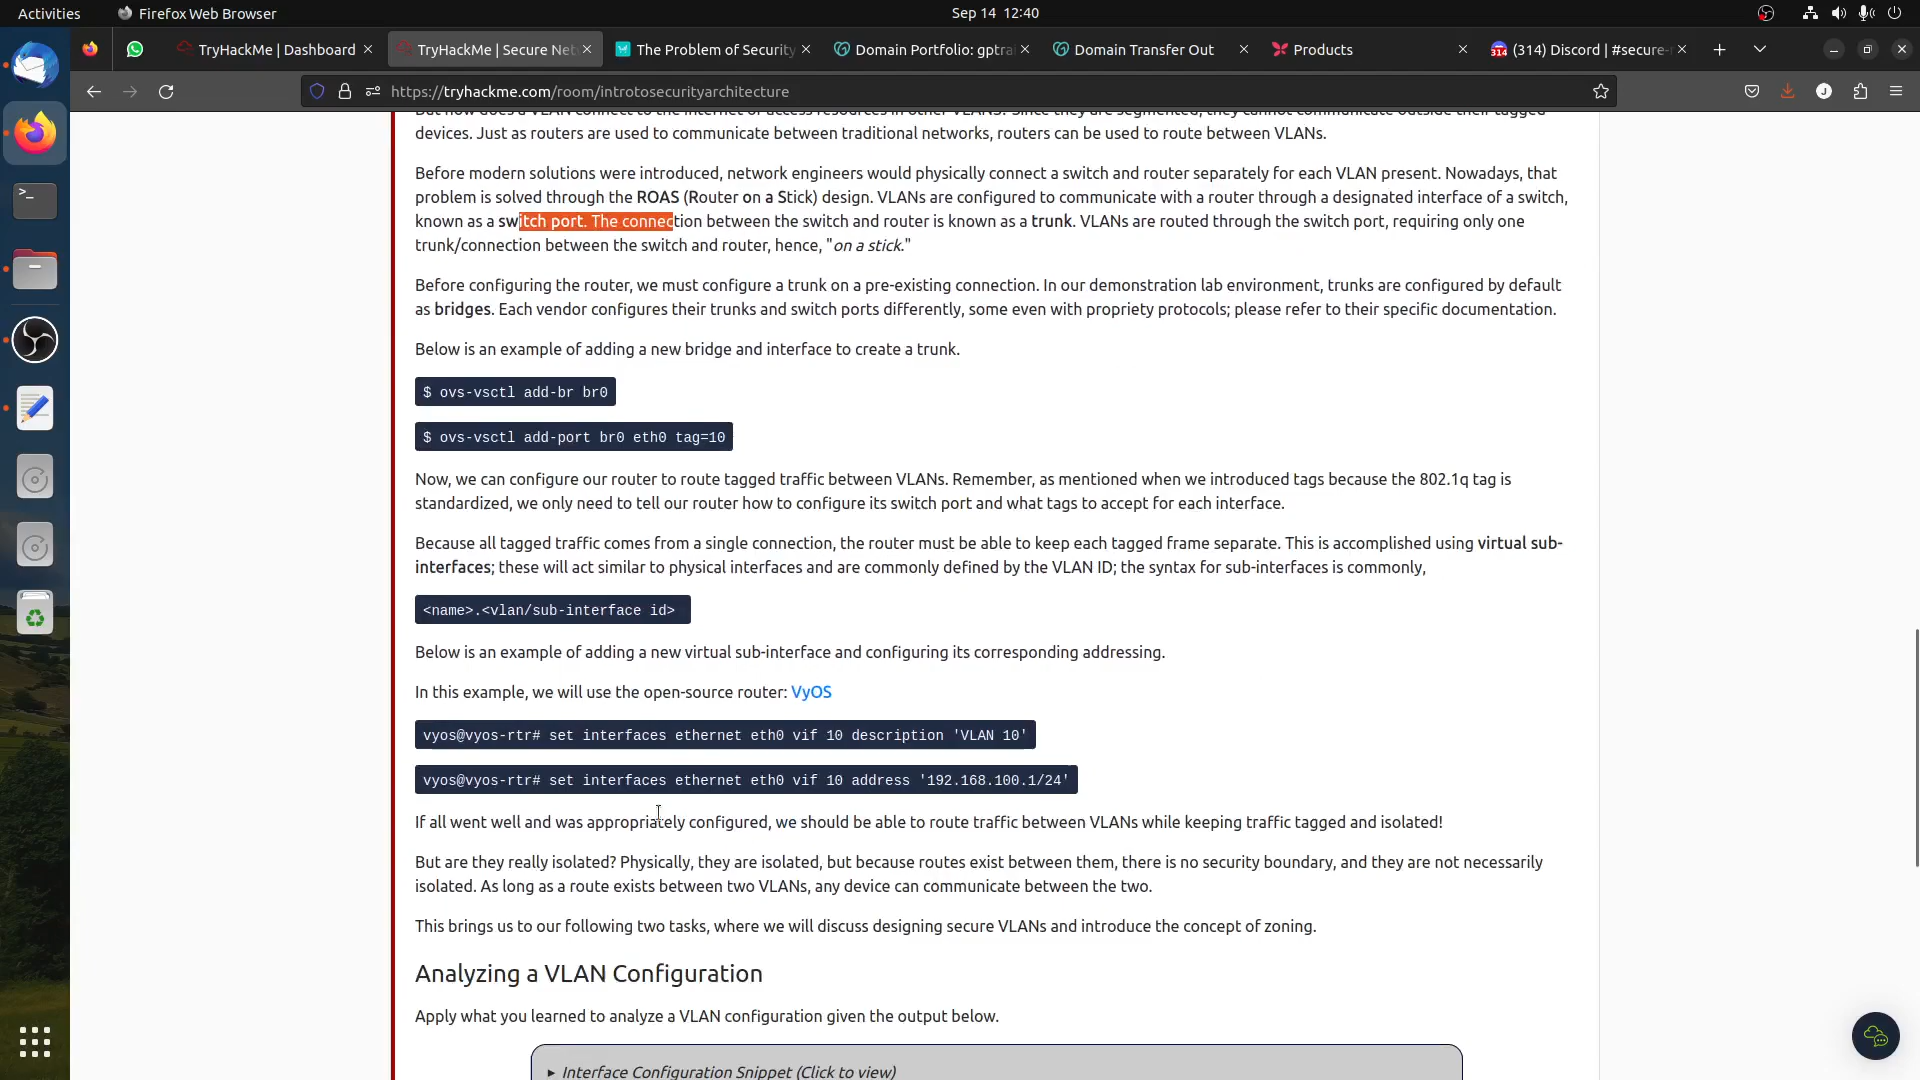 Activities
Firefox Web Browser
Sep 14 12:40
TryHackMe | Dashboard
TryHackMe | Secure Net
The Problem of Security
Domain Portfolio: gptrai
Domain Transfer Out
Products
(314) Discord | #secure-
https://tryhackme.com/room/introtosecurityarchitecture
devices. Just as routers are used to communicate between traditional networks, routers can be used to route between VLANs.
Before modern solutions were introduced, network engineers would physically connect a switch and router separately for each VLAN present. Nowadays, that
problem is solved through the ROAS (Router on a Stick) design. VLANs are configured to communicate with a router through a designated interface of a switch,
known as a switch port. The connection between the switch and router is known as a trunk. VLANs are routed through the switch port, requiring only one
trunk/connection between the switch and router, hence, "on a stick."
Before configuring the router, we must configure a trunk on a pre-existing connection. In our demonstration lab environment, trunks are configured by default
as bridges. Each vendor configures their trunks and switch ports differently, some even with propriety protocols; please refer to their specific documentation.
Below is an example of adding a new bridge and interface to create a trunk.
$ ovs-vsctl add-br br0
$ ovs-vsctl add-port br0 eth0 tag=10
Now, we can configure our router to route tagged traffic between VLANs. Remember, as mentioned when we introduced tags because the 802.1q tag is
standardized, we only need to tell our router how to configure its switch port and what tags to accept for each interface.
Because all tagged traffic comes from a single connection, the router must be able to keep each tagged frame separate. This is accomplished using virtual sub-
interfaces; these will act similar to physical interfaces and are commonly defined by the VLAN ID; the syntax for sub-interfaces is commonly,
<name>.<vlan/sub-interface id>
Below is an example of adding a new virtual sub-interface and configuring its corresponding addressing.
In this example, we will use the open-source router: VyOS
vyos@vyos-rtr# set interfaces ethernet eth0 vif 10 description 'VLAN 10'
vyos@vyos-rtr# set interfaces ethernet eth0 vif 10 address '192.168.100.1/24'
If all went well and was appropriately configured, we should be able to route traffic between VLANs while keeping traffic tagged and isolated!
But are they really isolated? Physically, they are isolated, but because routes exist between them, there is no security boundary, and they are not necessarily
isolated. As long as a route exists between two VLANs, any device can communicate between the two.
This brings us to our following two tasks, where we will discuss designing secure VLANs and introduce the concept of zoning.
Analyzing a VLAN Configuration
Apply what you learned to analyze a VLAN configuration given the output below.
Interface Configuration Snippet (Click to view)